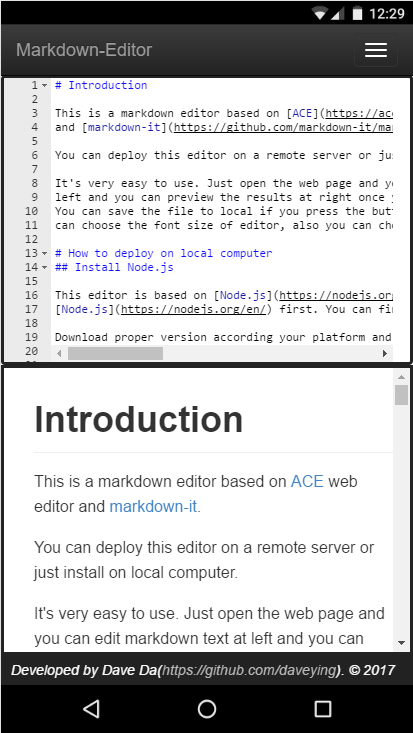 12:29
Markdown-Editor
1 # Introduction
2
3 This is a markdown editor based on [ACE](https://ace
4 and [markdown-it](https://github.com/markdown-it/mar
5
6 You can deploy this editor on a remote server or jus
7
8 It's very easy to use. Just open the web page and yo
9 left and you can preview the results at right once y
10 You can save the file to local if you press the butt
11 can choose the font size of editor, also you can cho
12
13 # How to deploy on local computer
14 ## Install Node.js
15
16 This editor is based on [Node.js](https://nodejs.org
17 [Node.js](https://nodejs.org/en/) first. You can fin
18
19 Download proper version according your platform and
20
Introduction
This is a markdown editor based on ACE web
editor and markdown-it.
You can deploy this editor on a remote server or
just install on local computer.
It's very easy to use. Just open the web page and
you can edit markdown text at left and you can
Developed by Dave Da(https://github.com/daveying). © 2017